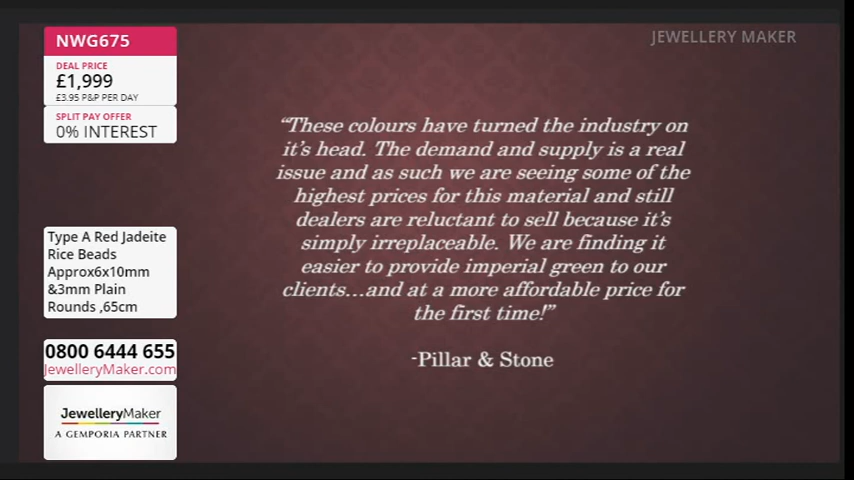 NWG675
DEAL PRICE
£1,999
£3.95 P&P PER DAY
SPLIT PAY OFFER
0% INTEREST
Type A Red Jadeite
Rice Beads
Approx6x10mm
&3mm Plain
Rounds ,65cm
0800 6444 655
JewelleryMaker.com
JewelleryMaker
A GEMPORIA PARTNER
JEWELLERY MAKER
“These colours have turned the industry on
it’s head. The demand and supply is a real
issue and as such we are seeing some of the
highest prices for this material and still
dealers are reluctant to sell because it’s
simply irreplaceable. We are finding it
easier to provide imperial green to our
clients…and at a more affordable price for
the first time!”
-Pillar & Stone